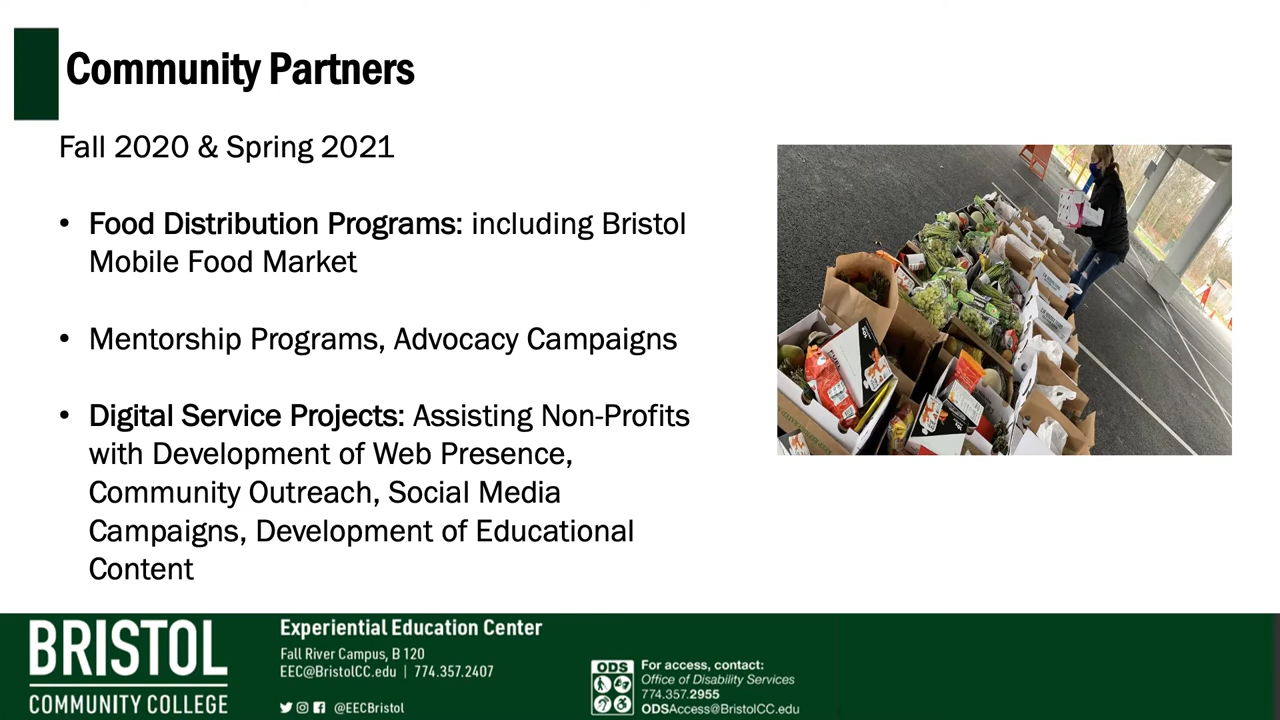 Community Partners
Fall 2020 & Spring 2021
• Food Distribution Programs: including Bristol
Mobile Food Market
• Mentorship Programs, Advocacy Campaigns
• Digital Service Projects: Assisting Non-Profits
with Development of Web Presence,
Community Outreach, Social Media
Campaigns, Development of Educational
Content
BRISTOL
COMMUNITY COLLEGE
Experiential Education Center
Fall River Campus, B 120
EEC@BristolCC.edu | 774.357.2407
@EECBristol
ODS
For access, contact:
Office of Disability Services
774.357.2955
ODSAccess@BristolCC.edu